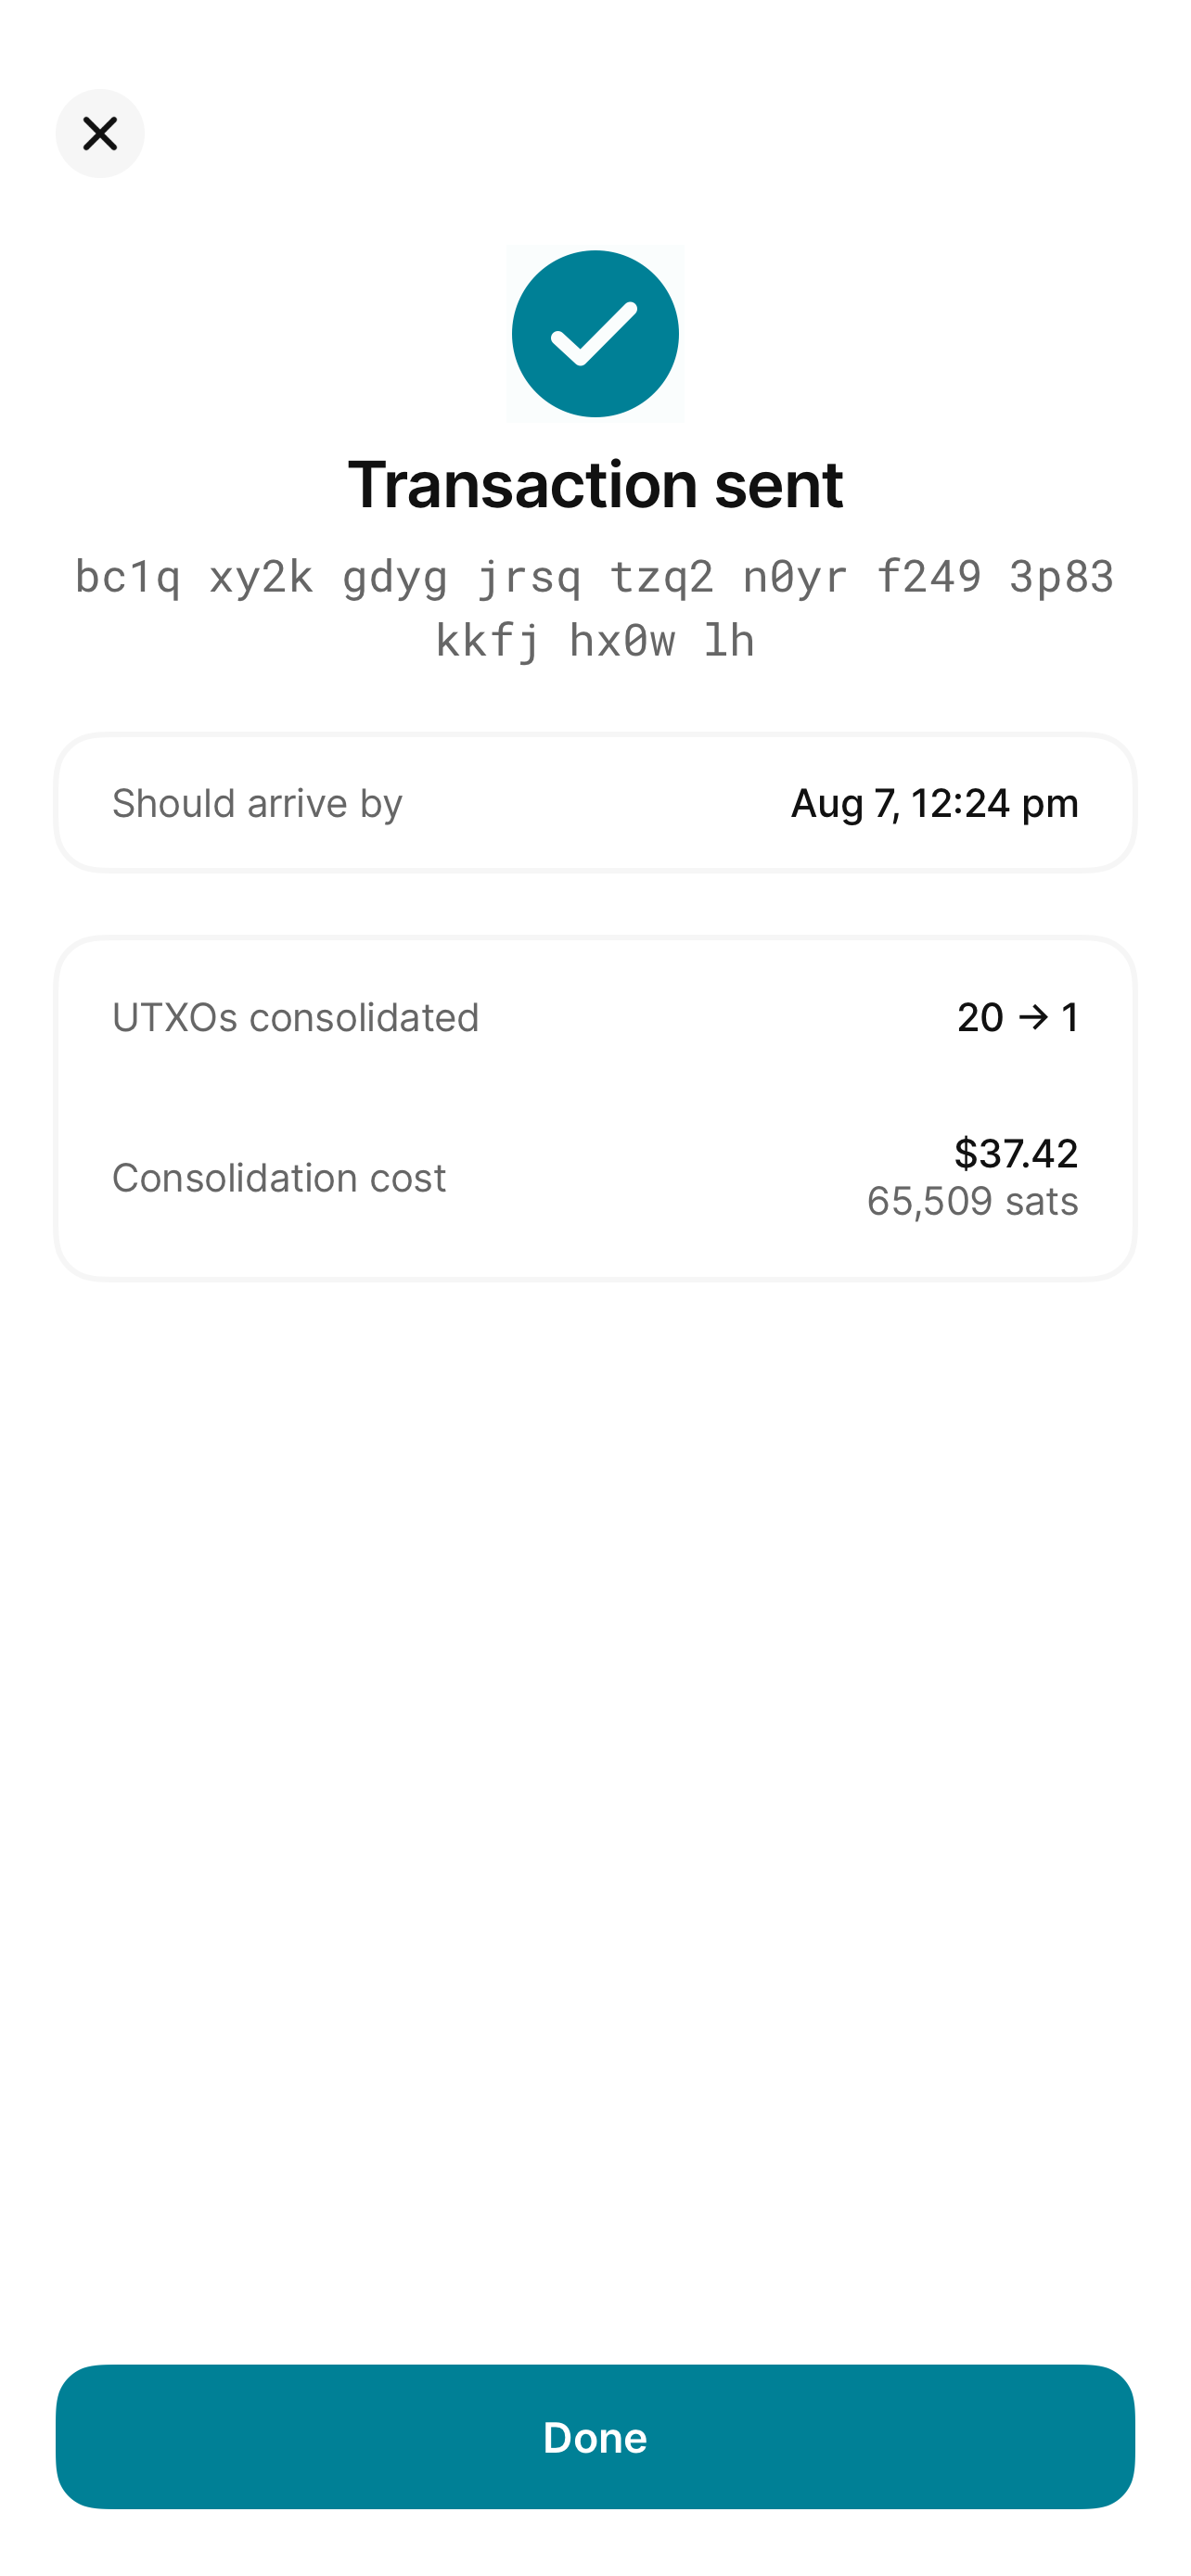 Transaction sent
bc1q xy2k gdyg jrsq tzq2 n0yr f249 3p83
kkfj hx0w lh
Should arrive by Aug 7, 12:24 pm
UTXOs consolidated 20 → 1
Consolidation cost $37.42
65,509 sats
Done